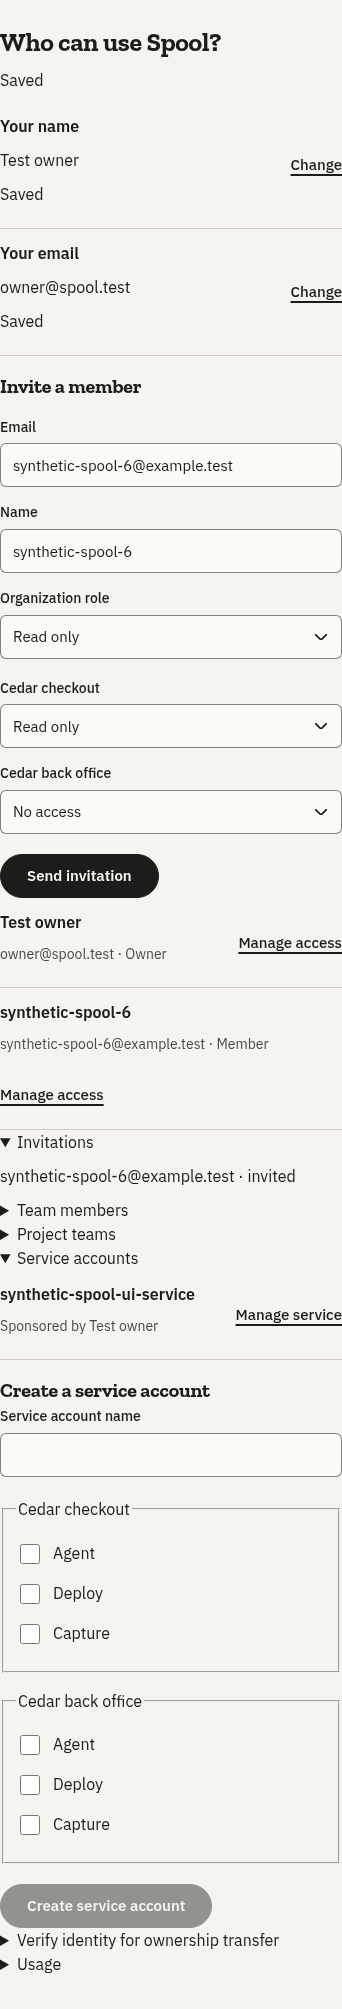 Who can use Spool?
Saved
Your name
Test owner
Change
Saved
Your email
owner@spool.test
Change
Saved
Invite a member
Email
synthetic-spool-6@example.test
Name
synthetic-spool-6
Organization role
Read only
Cedar checkout
Read only
Cedar back office
No access
Send invitation
Test owner
owner@spool.test · Owner
Manage access
synthetic-spool-6
synthetic-spool-6@example.test · Member
Manage access
Invitations
synthetic-spool-6@example.test · invited
Team members
Project teams
Service accounts
synthetic-spool-ui-service
Sponsored by Test owner
Manage service
Create a service account
Service account name
Cedar checkout
Agent
Deploy
Capture
Cedar back office
Agent
Deploy
Capture
Create service account
Verify identity for ownership transfer
Usage